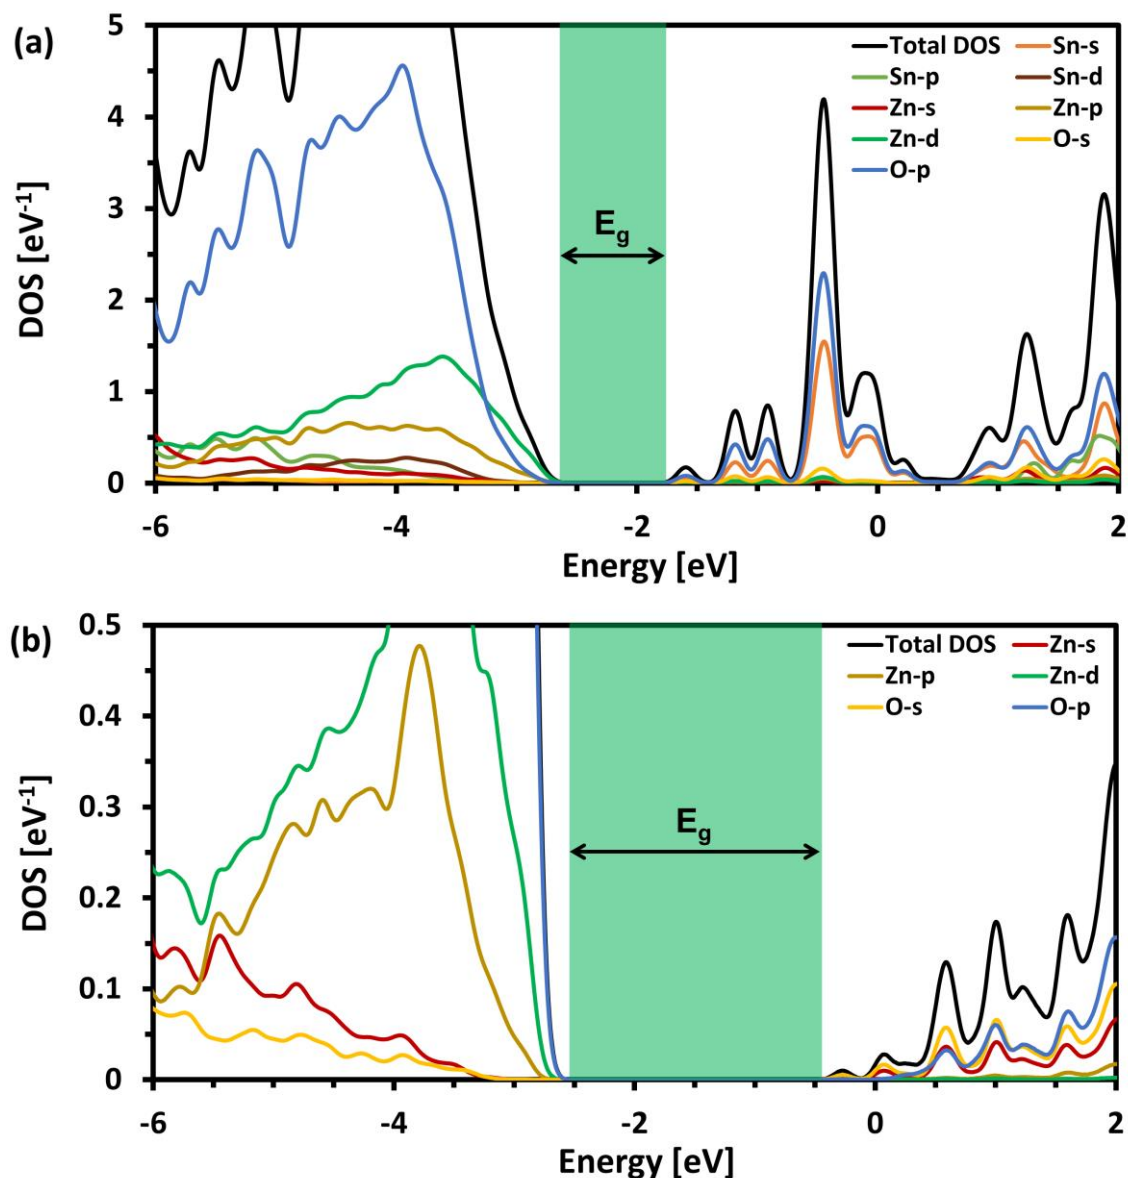 (a)
5
4
3
2
1
0
DOS [eV-1]
Total DOS
Sn-s
Sn-p
Sn-d
Zn-s
Zn-p
Zn-d
O-s
O-p
Eg
-6
-4
-2
0
2
Energy [eV]
(b)
0.5
0.4
0.3
0.2
0.1
0
DOS [eV-1]
Total DOS
Zn-s
Zn-p
Zn-d
O-s
O-p
Eg
-6
-4
-2
0
2
Energy [eV]